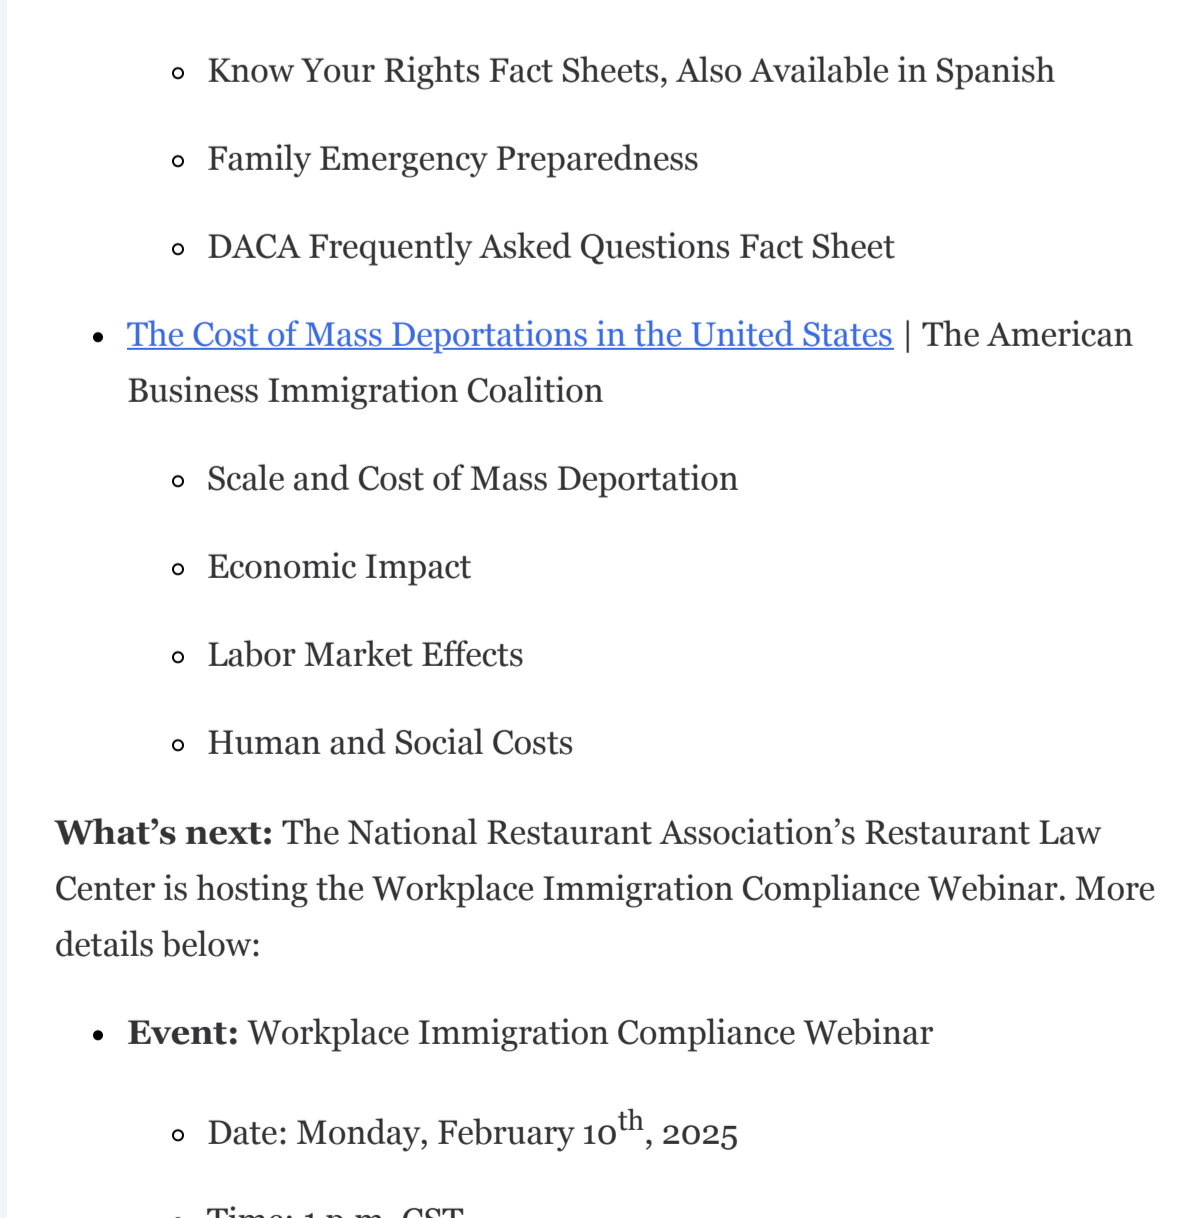 Know Your Rights Fact Sheets, Also Available in Spanish
Family Emergency Preparedness
DACA Frequently Asked Questions Fact Sheet
The Cost of Mass Deportations in the United States | The American
Business Immigration Coalition
Scale and Cost of Mass Deportation
Economic Impact
Labor Market Effects
Human and Social Costs
What’s next: The National Restaurant Association’s Restaurant Law
Center is hosting the Workplace Immigration Compliance Webinar. More
details below:
Event: Workplace Immigration Compliance Webinar
Date: Monday, February 10th, 2025
Time: 1 p.m. CST